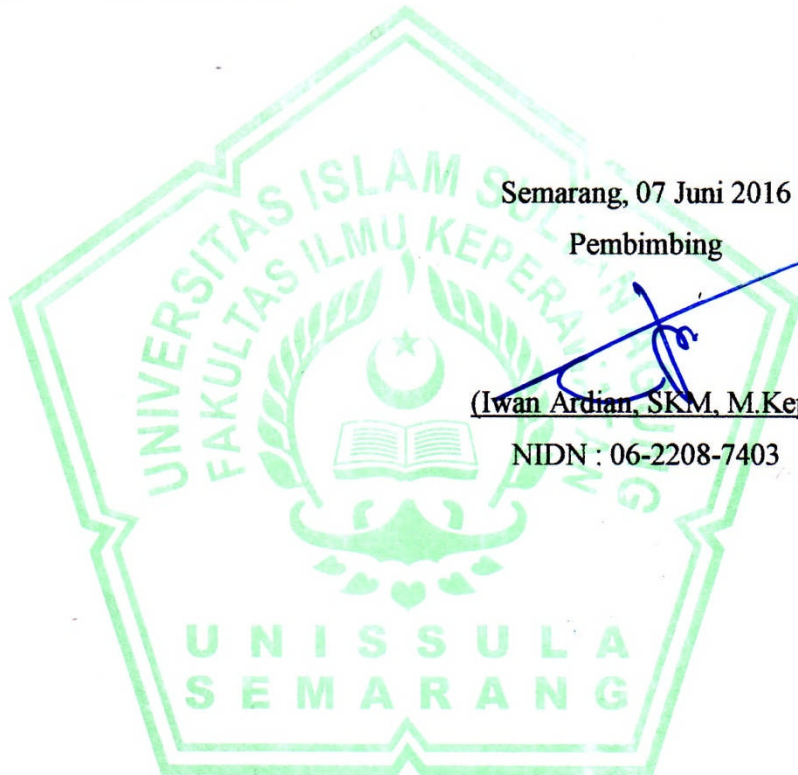 Semarang, 07 Juni 2016
Pembimbing
(Iwan Ardian, SKM, M.Kep
NIDN : 06-2208-7403
UNIVERSITAS ISLAM SULTAN AGUNG
FAKULTAS ILMU KEPERAWATAN
UNISSULA
SEMARANG